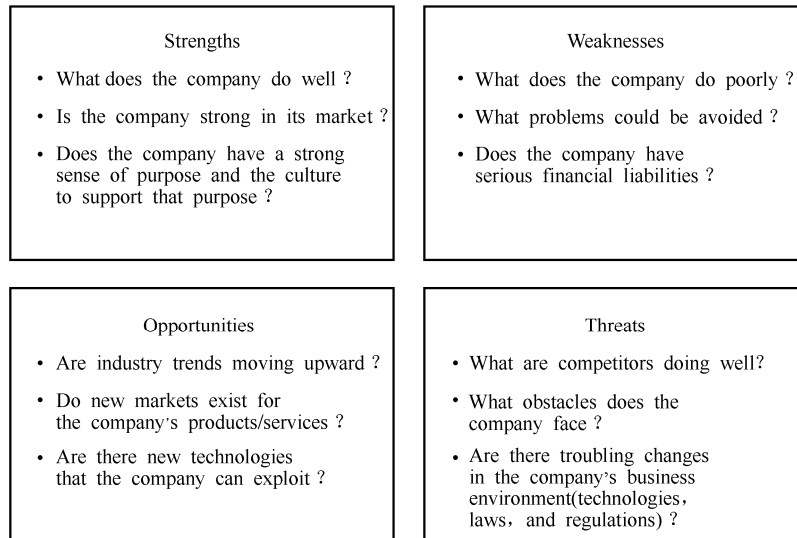 Strengths
• What does the company do well ?
• Is the company strong in its market ?
• Does the company have a strong
sense of purpose and the culture
to support that purpose ?
Weaknesses
• What does the company do poorly ?
• What problems could be avoided ?
• Does the company have
serious financial liabilities ?
Opportunities
• Are industry trends moving upward ?
• Do new markets exist for
the company's products/services ?
• Are there new technologies
that the company can exploit ?
Threats
• What are competitors doing well?
• What obstacles does the
company face ?
• Are there troubling changes
in the company's business
environment(technologies,
laws, and regulations) ?